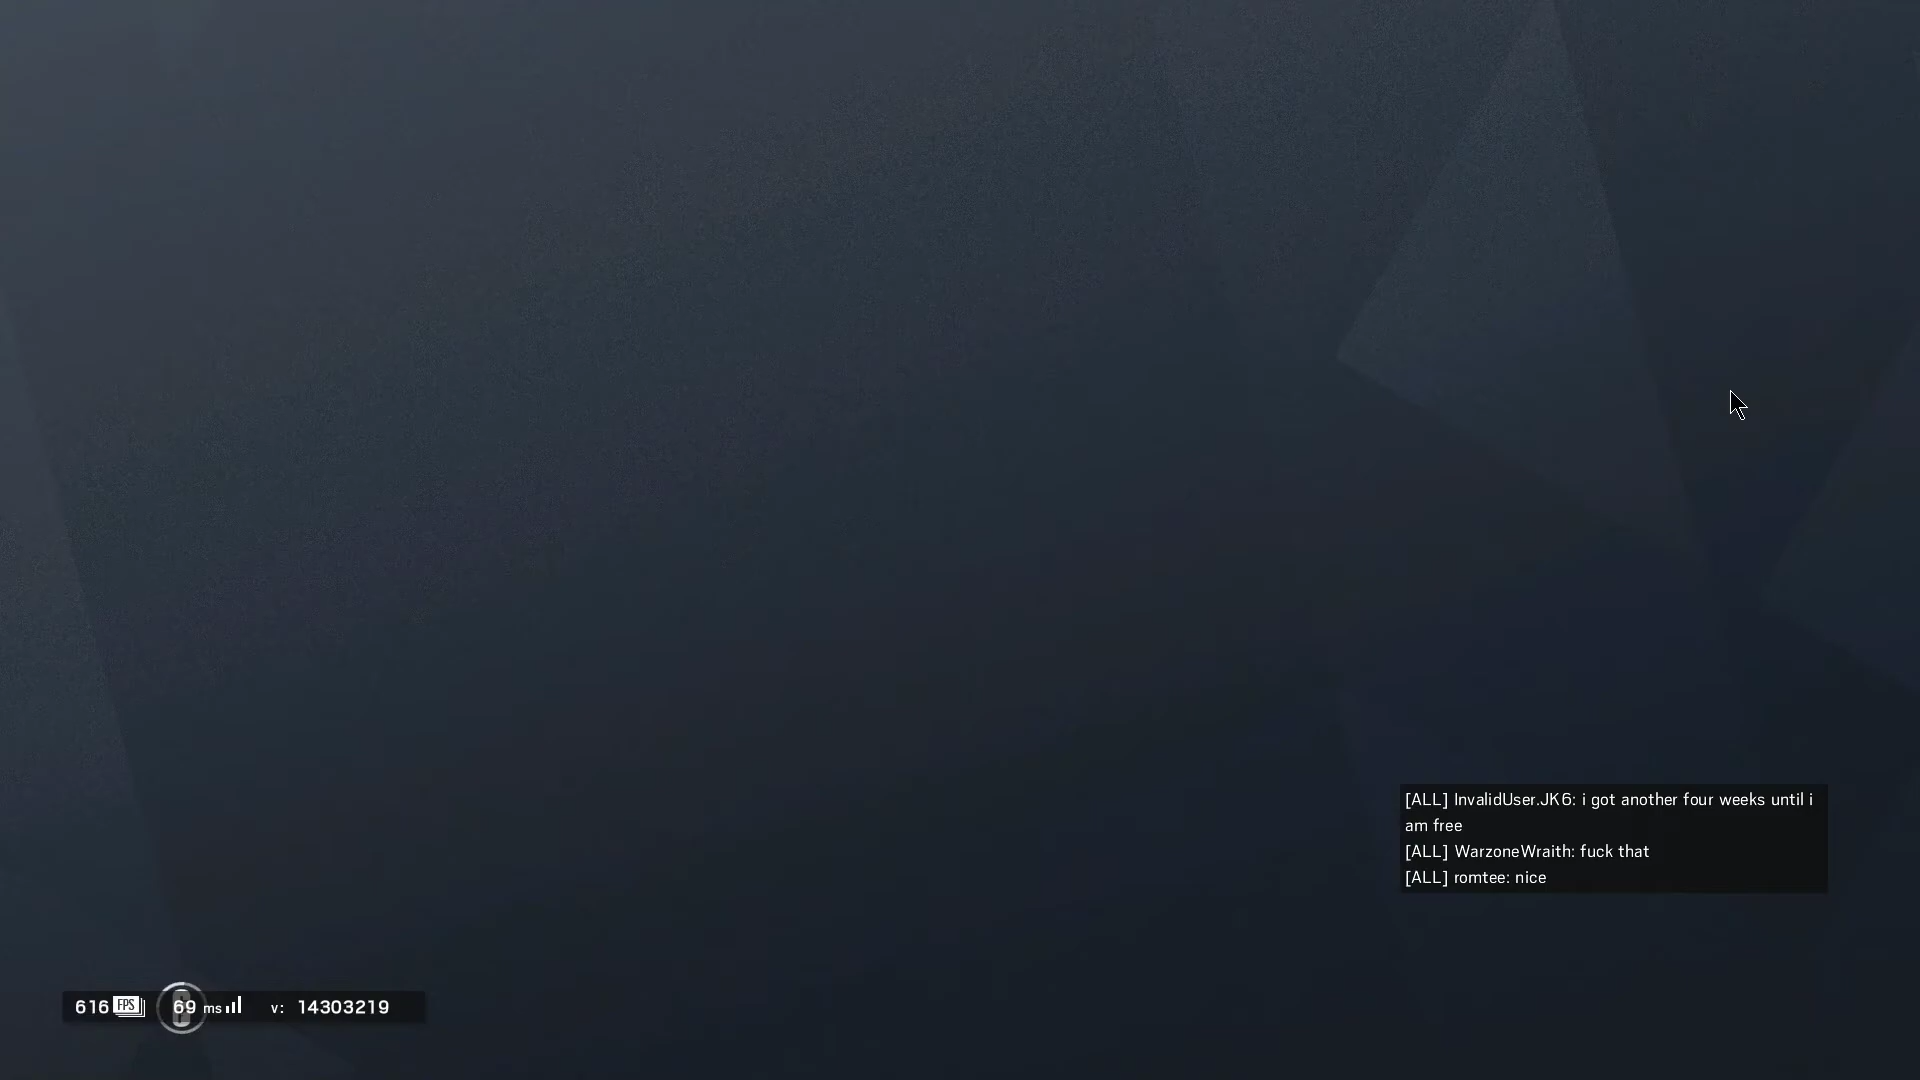 [ALL] InvalidUser.JK6: i got another four weeks until i
am free
[ALL] WarzoneWraith: fuck that
[ALL] romtee: nice
616 FPS 69 ms v: 14303219